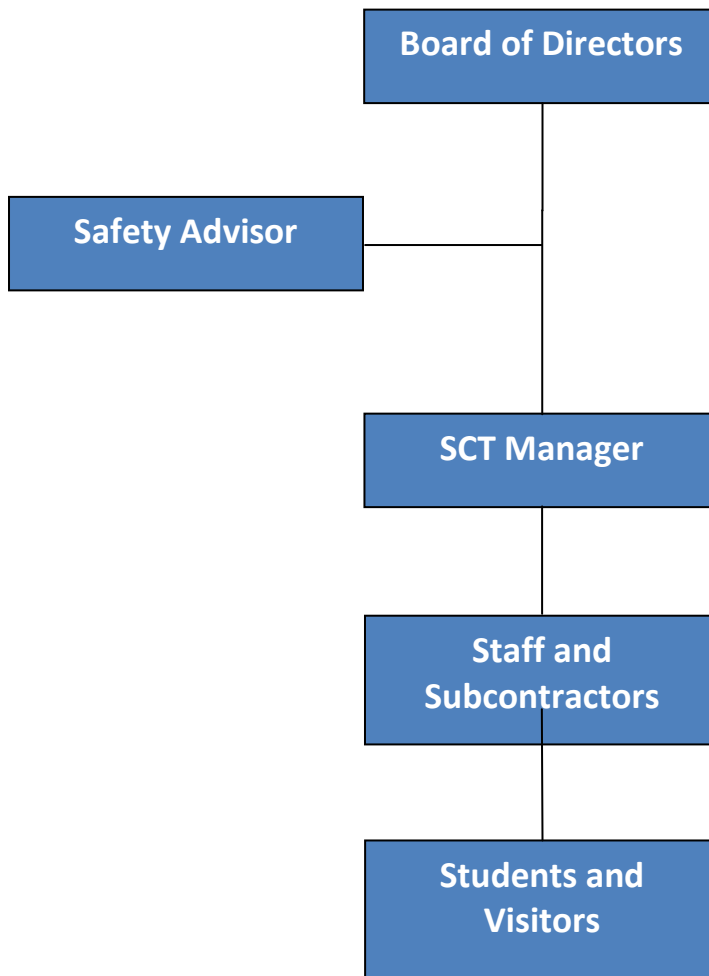 Board of Directors
Safety Advisor
SCT Manager
Staff and
Subcontractors
Students and
Visitors